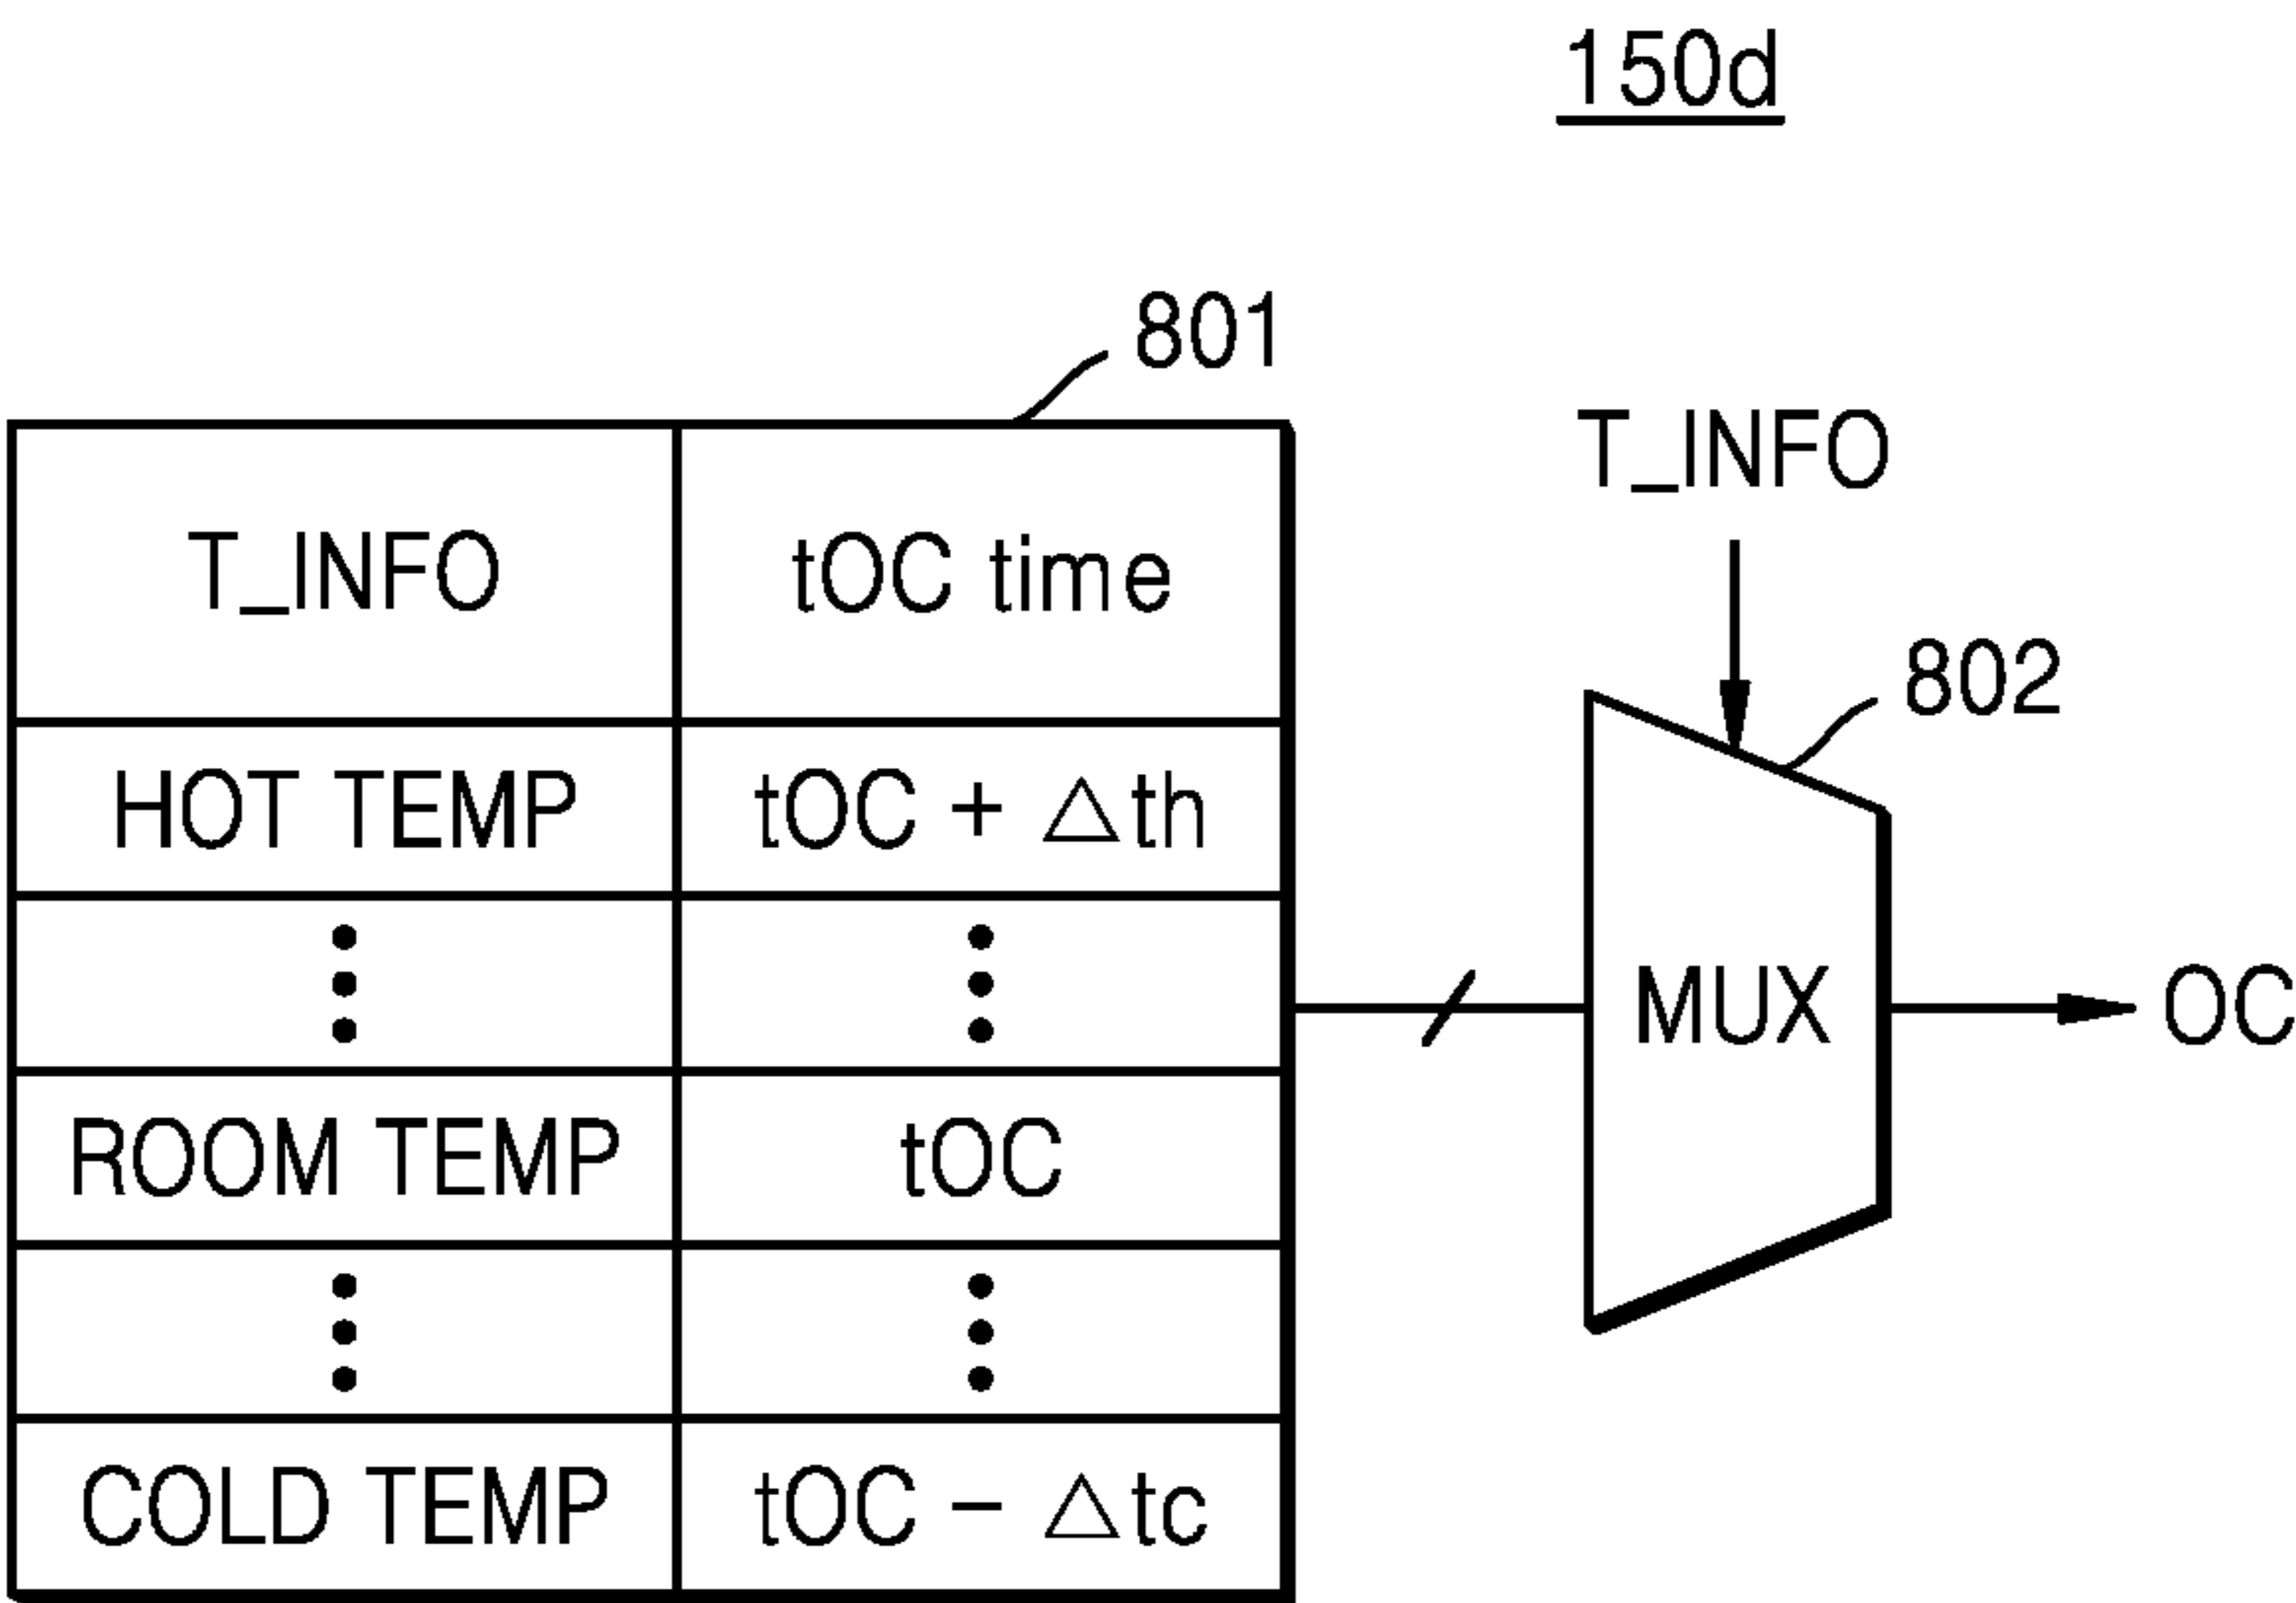 150d
801
T_INFO tOC time
HOT TEMP tOC + △th
ROOM TEMP tOC
COLD TEMP tOC − △tc
T_INFO
802
MUX
OC